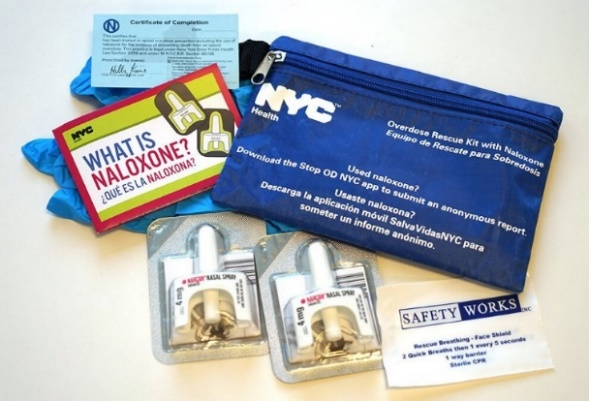 Certificate of Completion
Date:
NYC
Health
Overdose Rescue Kit with Naloxone
Equipo de Rescate para Sobredosis
Used naloxone?
Download the Stop OD NYC app to submit an anonymous report.
Usaste naloxona?
Descarga la aplicación móvil SalvaVidasNYC para
someter un informe anónimo.
NYC
WHAT IS
NALOXONE?
¿QUÉ ES LA NALOXONA?
NARCAN NASAL SPRAY
4 mg
NARCAN NASAL SPRAY
4 mg
SAFETY WORKS INC
Rescue Breathing - Face Shield
2 Quick Breaths then 1 every 5 seconds
1 way barrier
Sterile CPR